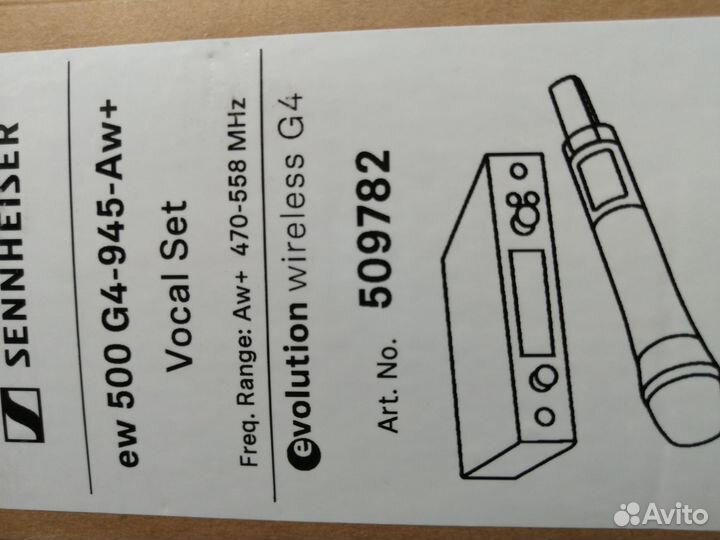 SENNHEISER
ew 500 G4-945-Aw+
Vocal Set
Freq. Range: Aw+ 470-558 MHz
evolution wireless G4
Art. No. 509782
Avito